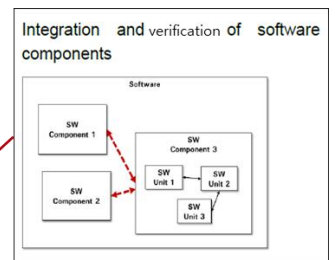 Integration and verification of software
components
Software
SW
Component 1
SW
Component 2
SW
Component 3
SW
Unit 1
SW
Unit 2
SW
Unit 3